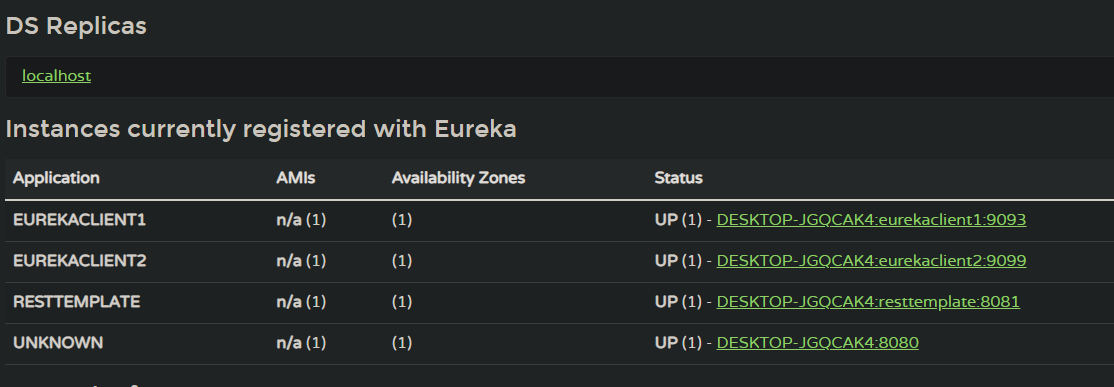 DS Replicas
localhost
Instances currently registered with Eureka
Application AMIs Availability Zones Status
EUREKACLIENT1 n/a (1) (1) UP (1) - DESKTOP-JGQCAK4:eurekaclient1:9093
EUREKACLIENT2 n/a (1) (1) UP (1) - DESKTOP-JGQCAK4:eurekaclient2:9099
RESTTEMPLATE n/a (1) (1) UP (1) - DESKTOP-JGQCAK4:resttemplate:8081
UNKNOWN n/a (1) (1) UP (1) - DESKTOP-JGQCAK4:8080